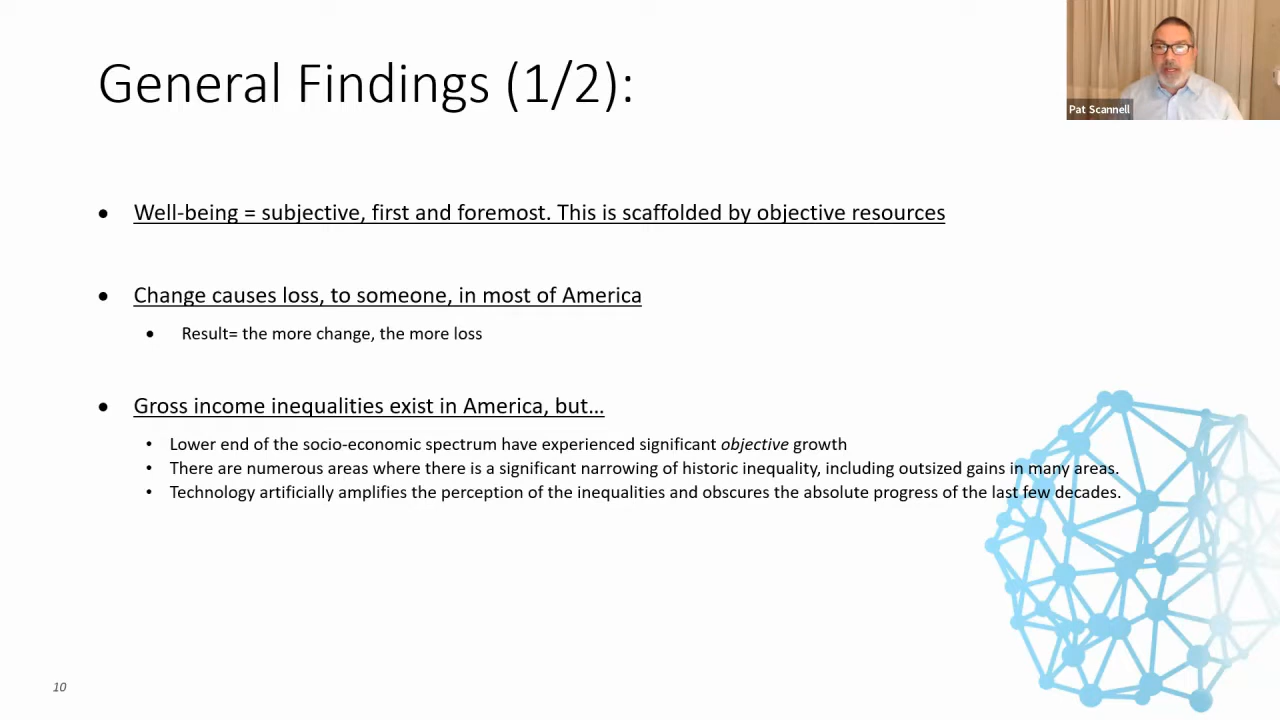 General Findings (1/2):
Pat Scannell
• Well-being = subjective, first and foremost. This is scaffolded by objective resources
• Change causes loss, to someone, in most of America
• Result= the more change, the more loss
• Gross income inequalities exist in America, but...
• Lower end of the socio-economic spectrum have experienced significant objective growth
• There are numerous areas where there is a significant narrowing of historic inequality, including outsized gains in many areas.
• Technology artificially amplifies the perception of the inequalities and obscures the absolute progress of the last few decades.
10